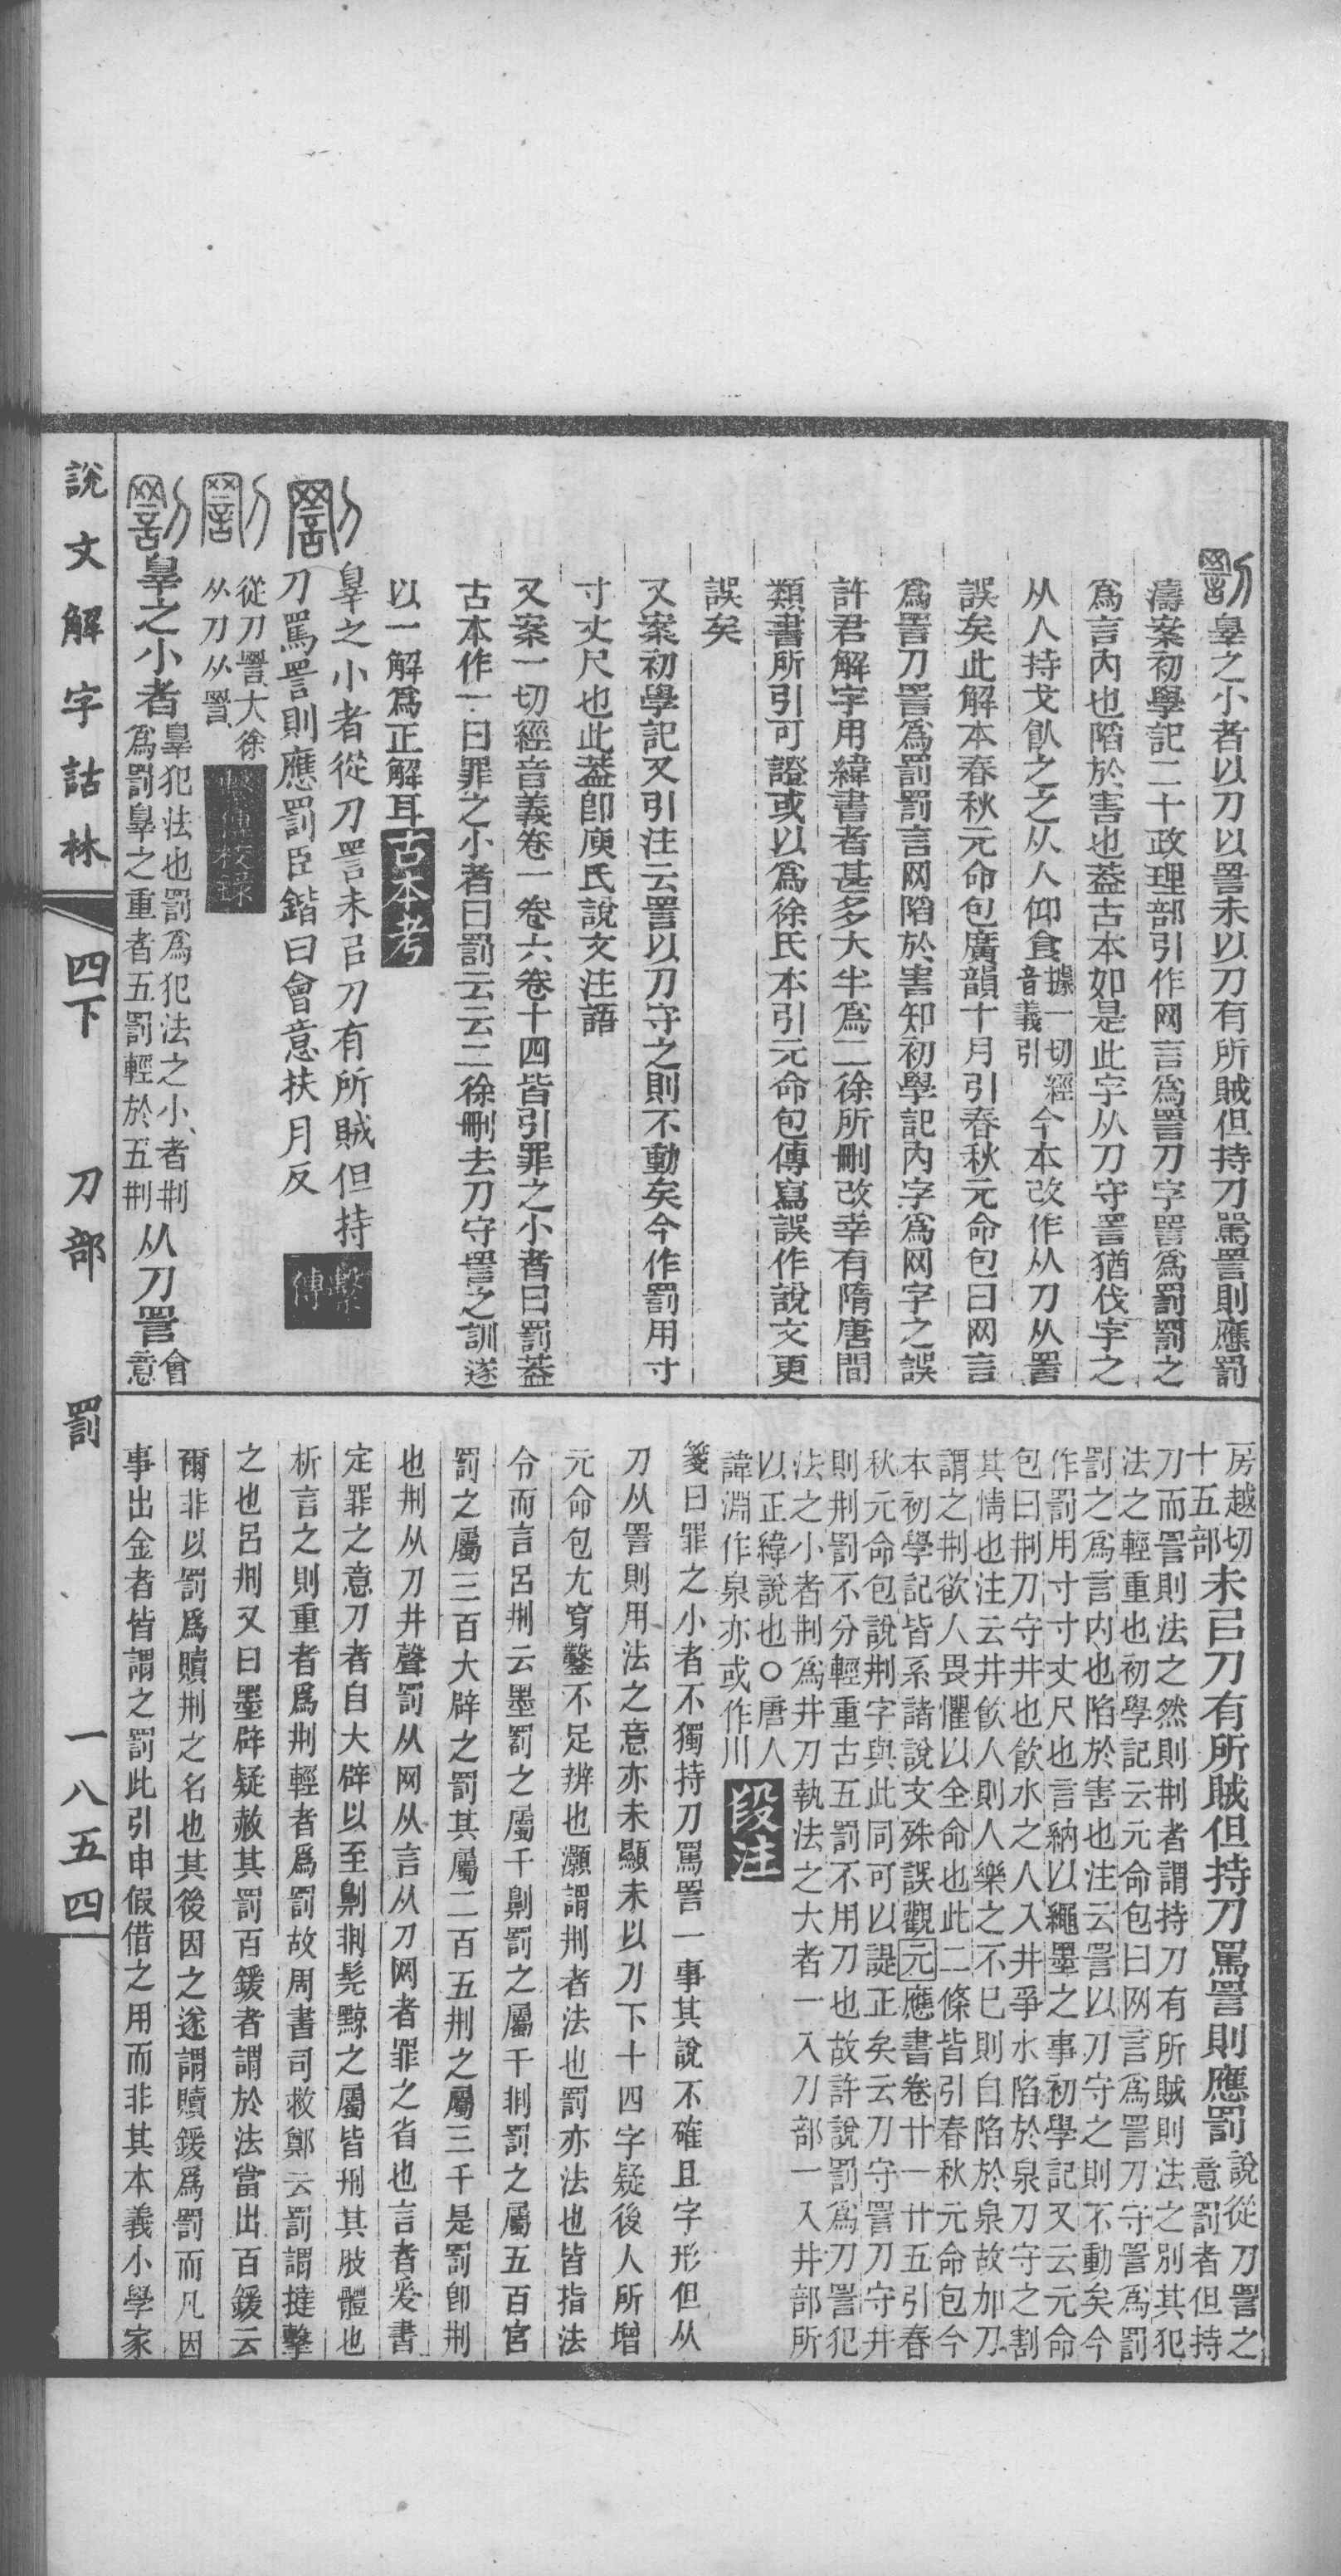 罰辠之小者以刀以詈未以刀有所賊但持刀罵詈則應罰
濤案初學記二十政理部引作网言爲詈刀字詈爲罰罰之
爲言內也陷於害也葢古本如是此字从刀守詈猶伐字之
从人持戈飤之之从人仰食據一切經音義引今本改作从刀从詈
誤矣此解本春秋元命包廣韻十月引春秋元命包曰网言
爲詈刀詈爲罰罰言网陷於害知初學記內字爲网字之誤
許君解字用緯書者甚多大半爲二徐所刪改幸有隋唐間
類書所引可證或以爲徐氏本引元命包傳寫誤作說文更
誤矣
又案初學記又引注云詈以刀守之則不動矣今作罰用寸
寸丈尺也此葢卽庾氏說文注語
又案一切經音義卷一卷六卷十四皆引罪之小者曰罰葢
古本作一曰罪之小者曰罰云云二徐刪去刀守詈之訓遂
以一解爲正解耳古本考
罰辠之小者從刀詈未㠯刀有所賊但持
刀罵詈則應罰臣鍇曰會意扶月反繫傳
罰從刀詈大徐
从刀从詈繫傳校錄
罰辠之小者辠犯法也罰爲犯法之小者刑
爲罰辠之重者五罰輕於五刑从刀詈會意
房越切
十五部未㠯刀有所賊但持刀罵詈則應罰說從刀詈之
意罰者但持
刀而詈則法之然則刑者謂持刀有所賊則法之別其犯
法之輕重也初學記云元命包曰网言爲詈刀守詈爲罰
罰之爲言內也陷於害也注云詈以刀守之則不動矣今
作罰用寸寸丈尺也言納以繩墨之事初學記又云元命
包曰刑刀守井也飮水之人入井爭水陷於泉刀守之割
其情也注云井飮人則人樂之不已則自陷於泉故加刀
謂之刑欲人畏懼以全命也此二條皆引春秋元命包今
本初學記皆系諸說文殊誤觀元應書卷廿一廿五引春
秋元命包說刑字與此同可以諟正矣云刀守詈刀守井
則刑罰不分輕重古五罰不用刀也故許說罰爲刀詈犯
法之小者刑爲井刀執法之大者一入刀部一入井部所
以正緯說也○唐人
諱淵作泉亦或作川段注
箋曰罪之小者不獨持刀罵詈一事其說不確且字形但从
刀从詈則用法之意亦未顯未以刀下十四字疑後人所增
元命包尤穿鑿不足辨也灝謂刑者法也罰亦法也皆指法
令而言呂刑云墨罰之屬千劓罰之屬千剕罰之屬五百宮
罰之屬三百大辟之罰其屬二百五刑之屬三千是罰卽刑
也刑从刀井聲罰从网从言从刀网者罪之省也言者爰書
定罪之意刀者自大辟以至劓剕髡黥之屬皆刑其肢體也
析言之則重者爲刑輕者爲罰故周書司救鄭云罰謂撻擊
之也呂刑又曰墨辟疑赦其罰百鍰者謂於法當出百鍰云
爾非以罰爲贖刑之名也其後因之遂謂贖鍰爲罰而凡因
事出金者皆謂之罰此引申假借之用而非其本義小學家
說文解字詁林 四下 刀部 罰 一八五四